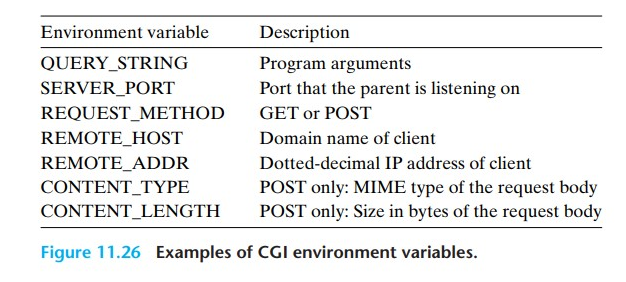 Environment variable Description
QUERY_STRING Program arguments
SERVER_PORT Port that the parent is listening on
REQUEST_METHOD GET or POST
REMOTE_HOST Domain name of client
REMOTE_ADDR Dotted-decimal IP address of client
CONTENT_TYPE POST only: MIME type of the request body
CONTENT_LENGTH POST only: Size in bytes of the request body
Figure 11.26 Examples of CGI environment variables.